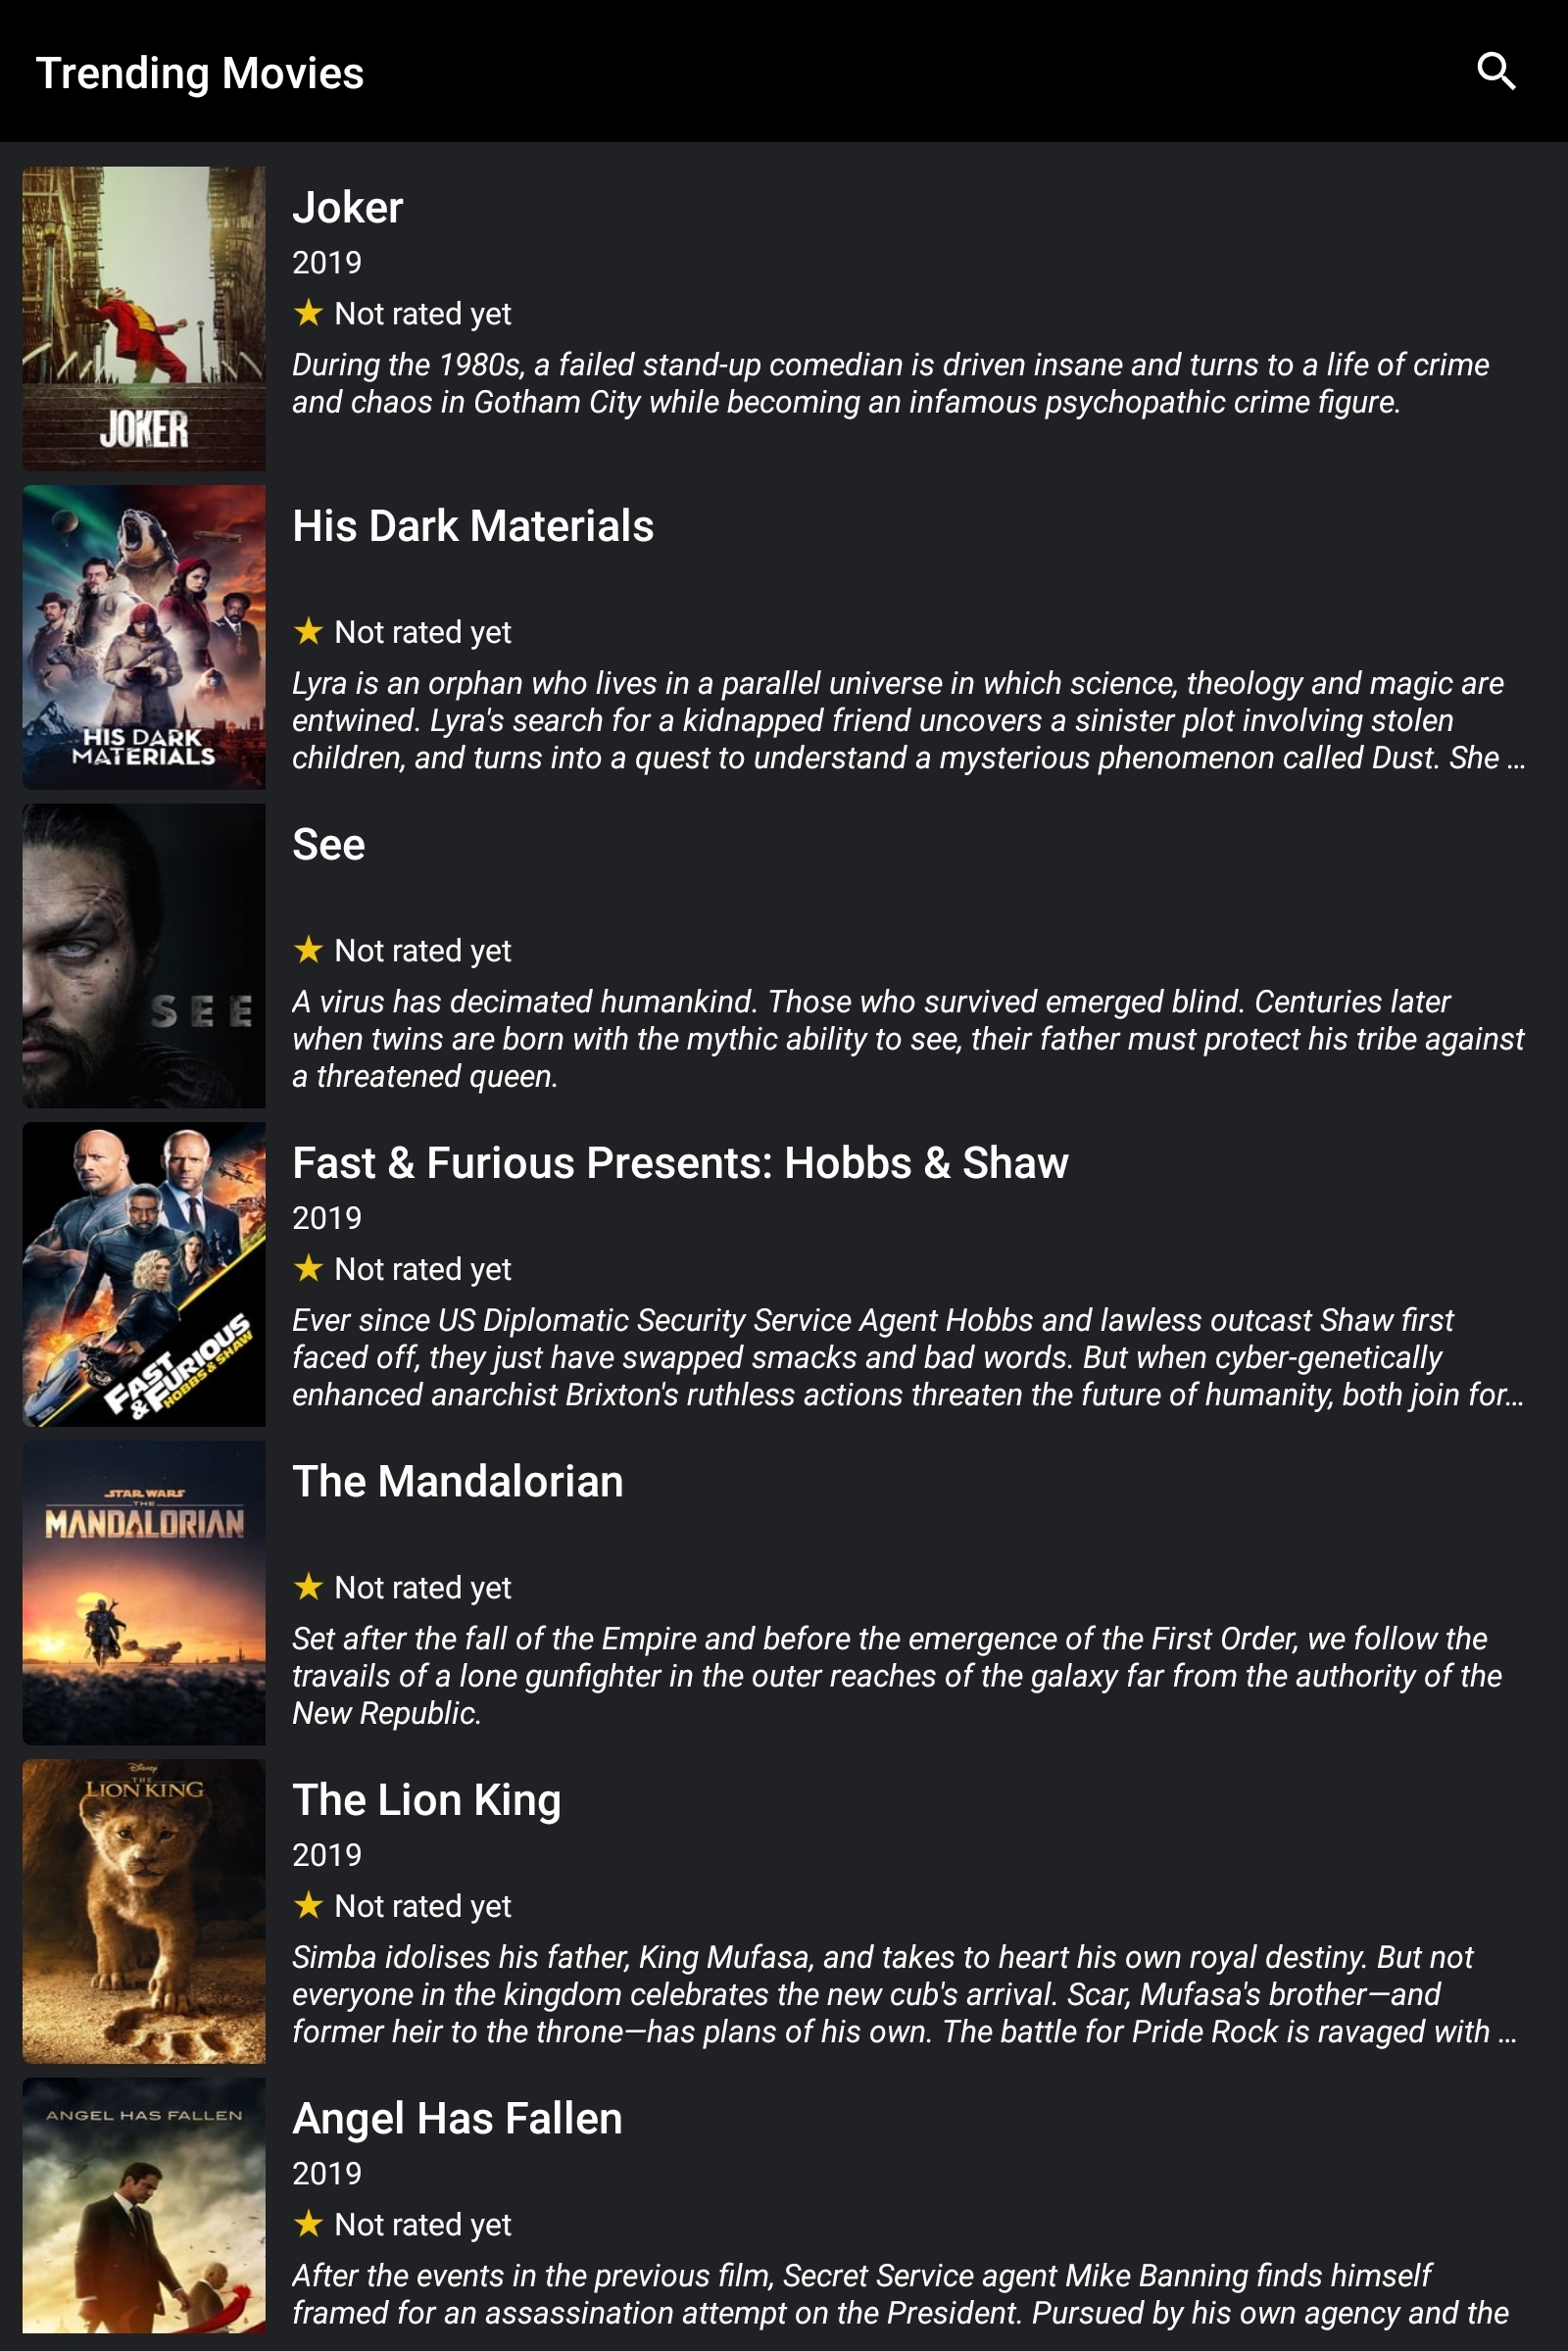 Trending Movies
JOKER
Joker
2019
Not rated yet
During the 1980s, a failed stand-up comedian is driven insane and turns to a life of crime
and chaos in Gotham City while becoming an infamous psychopathic crime figure.
HIS DARK
MATERIALS
His Dark Materials
Not rated yet
Lyra is an orphan who lives in a parallel universe in which science, theology and magic are
entwined. Lyra's search for a kidnapped friend uncovers a sinister plot involving stolen
children, and turns into a quest to understand a mysterious phenomenon called Dust. She ...
SEE
See
Not rated yet
A virus has decimated humankind. Those who survived emerged blind. Centuries later
when twins are born with the mythic ability to see, their father must protect his tribe against
a threatened queen.
FAST
& FURIOUS
HOBBS & SHAW
Fast & Furious Presents: Hobbs & Shaw
2019
Not rated yet
Ever since US Diplomatic Security Service Agent Hobbs and lawless outcast Shaw first
faced off, they just have swapped smacks and bad words. But when cyber-genetically
enhanced anarchist Brixton's ruthless actions threaten the future of humanity, both join for...
STAR WARS
THE
MANDALORIAN
The Mandalorian
Not rated yet
Set after the fall of the Empire and before the emergence of the First Order, we follow the
travails of a lone gunfighter in the outer reaches of the galaxy far from the authority of the
New Republic.
Disney
THE
LION KING
The Lion King
2019
Not rated yet
Simba idolises his father, King Mufasa, and takes to heart his own royal destiny. But not
everyone in the kingdom celebrates the new cub's arrival. Scar, Mufasa's brother—and
former heir to the throne—has plans of his own. The battle for Pride Rock is ravaged with ...
ANGEL HAS FALLEN
Angel Has Fallen
2019
Not rated yet
After the events in the previous film, Secret Service agent Mike Banning finds himself
framed for an assassination attempt on the President. Pursued by his own agency and the